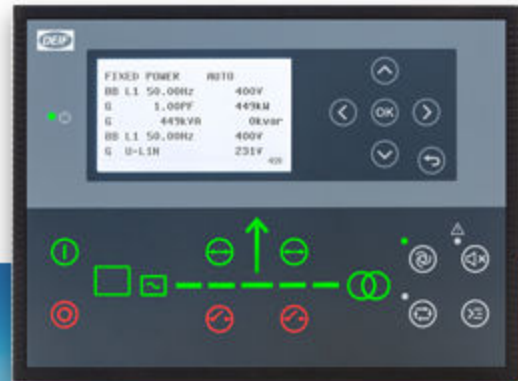 DEIF
FIXED POWER AUTO
BB L1 50.00Hz 400V
G 1.00PF 449kW
G 449kVA 0kvar
BB L1 50.00Hz 400V
G U-L1N 231V
OK